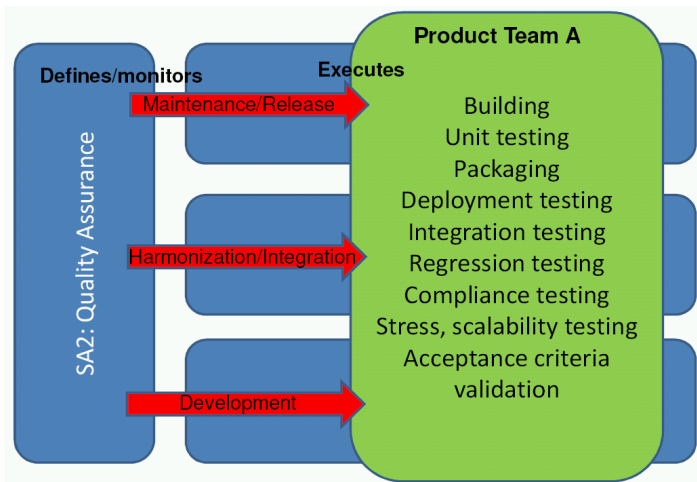 Product Team A
Defines/monitors
Executes
Maintenance/Release
Harmonization/Integration
Development
SA2: Quality Assurance
Building
Unit testing
Packaging
Deployment testing
Integration testing
Regression testing
Compliance testing
Stress, scalability testing
Acceptance criteria
validation